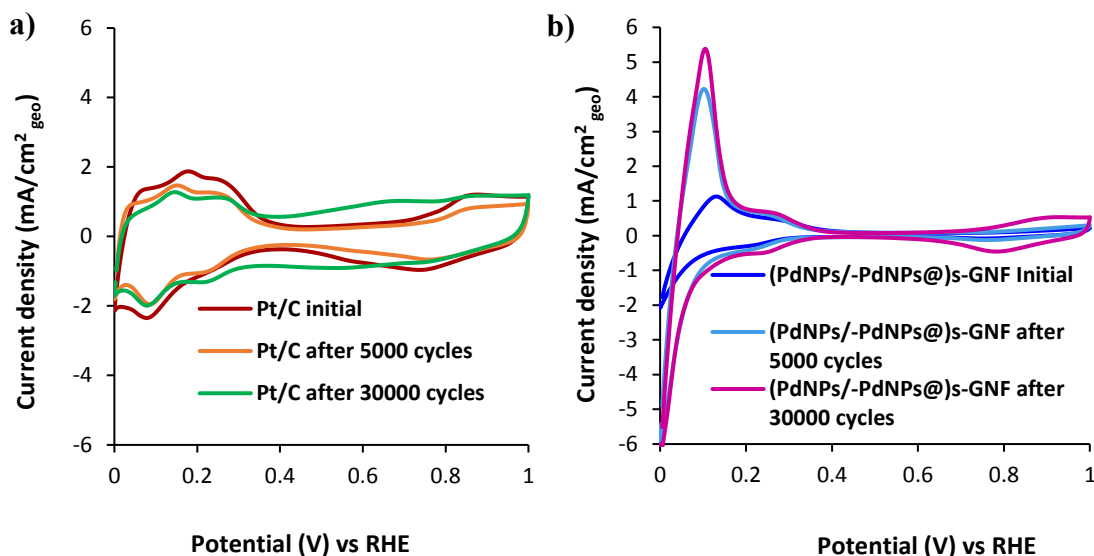 a)
6
4
2
0
-2
-4
-6
Current density (mA/cm² geo)
Pt/C initial
Pt/C after 5000 cycles
Pt/C after 30000 cycles
0 0.2 0.4 0.6 0.8 1
Potential (V) vs RHE
b)
6
5
4
3
2
1
0
-1
-2
-3
-4
-5
-6
Current density (mA/cm² geo)
(PdNPs/-PdNPs@)s-GNF Initial
(PdNPs/-PdNPs@)s-GNF after
5000 cycles
(PdNPs/-PdNPs@)s-GNF after
30000 cycles
0 0.2 0.4 0.6 0.8 1
Potential (V) vs RHE